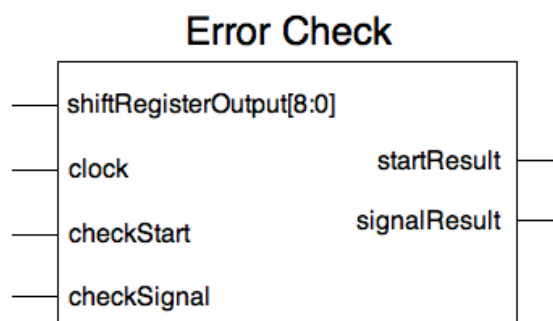 Error Check
shiftRegisterOutput[8:0]
clock
startResult
signalResult
checkStart
checkSignal